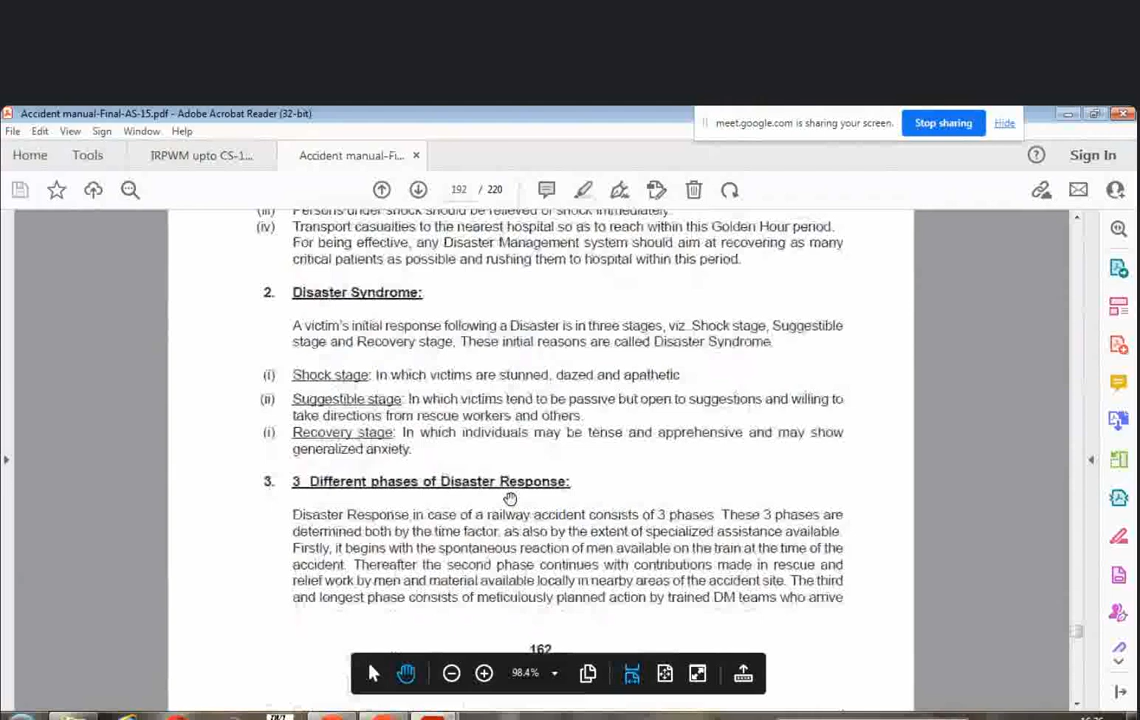 Accident manual-Final-AS-15.pdf - Adobe Acrobat Reader (32-bit)
meet.google.com is sharing your screen.
Stop sharing
Hide
File Edit View Sign Window Help
Home Tools IRPWM upto CS-1... Accident manual-Fi... Sign In
192 / 220
(iii) Persons under shock should be relieved of shock immediately.
(iv) Transport casualties to the nearest hospital so as to reach within this Golden Hour period.
For being effective, any Disaster Management system should aim at recovering as many
critical patients as possible and rushing them to hospital within this period.
2. Disaster Syndrome:
A victim's initial response following a Disaster is in three stages, viz. Shock stage, Suggestible
stage and Recovery stage. These initial reasons are called Disaster Syndrome.
(i) Shock stage: In which victims are stunned, dazed and apathetic
(ii) Suggestible stage: In which victims tend to be passive but open to suggestions and willing to
take directions from rescue workers and others.
(i) Recovery stage: In which individuals may be tense and apprehensive and may show
generalized anxiety.
3. 3 Different phases of Disaster Response:
Disaster Response in case of a railway accident consists of 3 phases. These 3 phases are
determined both by the time factor, as also by the extent of specialized assistance available.
Firstly, it begins with the spontaneous reaction of men available on the train at the time of the
accident. Thereafter the second phase continues with contributions made in rescue and
relief work by men and material available locally in nearby areas of the accident site. The third
and longest phase consists of meticulously planned action by trained DM teams who arrive
162
98.4%